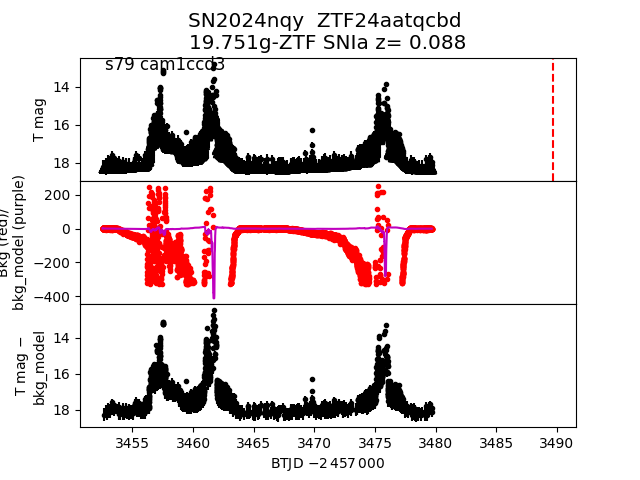 SN2024nqy  ZTF24aatqcbd
19.751g-ZTF SNIa z= 0.088
s79 cam1ccd3
T mag
14
16
18
Bkg (red)/
bkg_model (purple)
200
0
−200
−400
T mag −
bkg_model
14
16
18
3455 3460 3465 3470 3475 3480 3485 3490
BTJD −2 457 000